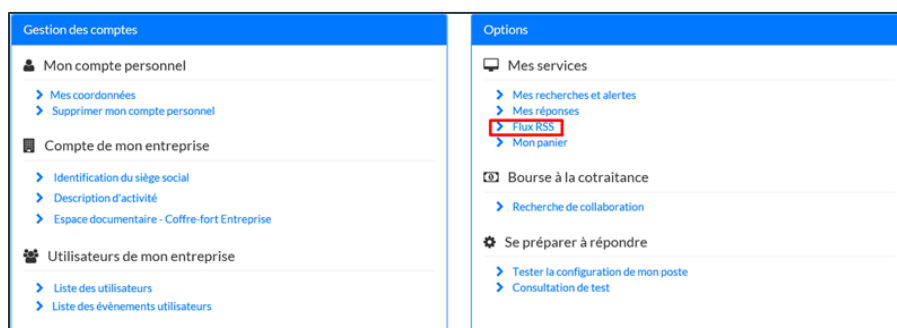 Gestion des comptes
Mon compte personnel
Mes coordonnées
Supprimer mon compte personnel
Compte de mon entreprise
Identification du siège social
Description d'activité
Espace documentaire - Coffre-fort Entreprise
Utilisateurs de mon entreprise
Liste des utilisateurs
Liste des évènements utilisateurs
Options
Mes services
Mes recherches et alertes
Mes réponses
Flux RSS
Mon panier
Bourse à la cotraitance
Recherche de collaboration
Se préparer à répondre
Tester la configuration de mon poste
Consultation de test